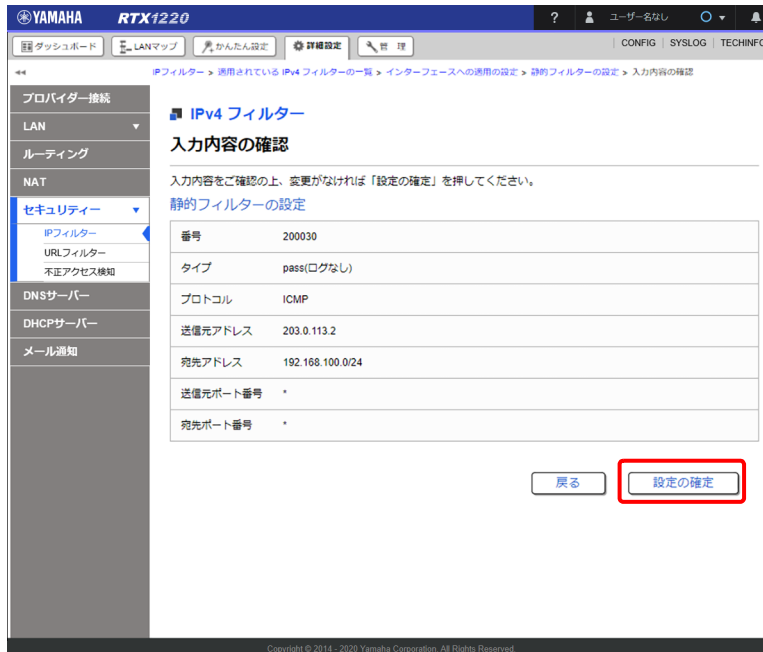 YAMAHA RTX1220 ? ユーザー名なし
ダッシュボード LANマップ かんたん設定 詳細設定 管 理 CONFIG SYSLOG TECHINFO
IPフィルター > 適用されている IPv4 フィルターの一覧 > インターフェースへの適用の設定 > 静的フィルターの設定 > 入力内容の確認
プロバイダー接続
LAN
ルーティング
NAT
セキュリティー
IPフィルター
URLフィルター
不正アクセス検知
DNSサーバー
DHCPサーバー
メール通知
IPv4 フィルター
入力内容の確認
入力内容をご確認の上、変更がなければ「設定の確定」を押してください。
静的フィルターの設定
番号 200030
タイプ pass(ログなし)
プロトコル ICMP
送信元アドレス 203.0.113.2
宛先アドレス 192.168.100.0/24
送信元ポート番号 *
宛先ポート番号 *
戻る 設定の確定
Copyright © 2014 - 2020 Yamaha Corporation. All Rights Reserved.